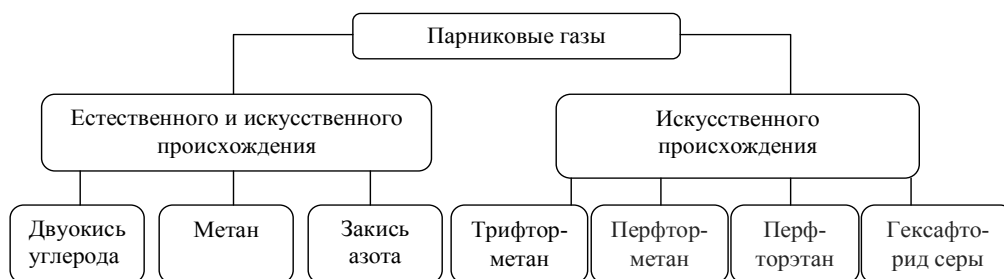 Парниковые газы
Естественного и искусственного
происхождения
Искусственного
происхождения
Двуокись
углерода
Метан
Закись
азота
Трифтор-
метан
Перфтор-
метан
Перф-
торэтан
Гексафто-
рид серы